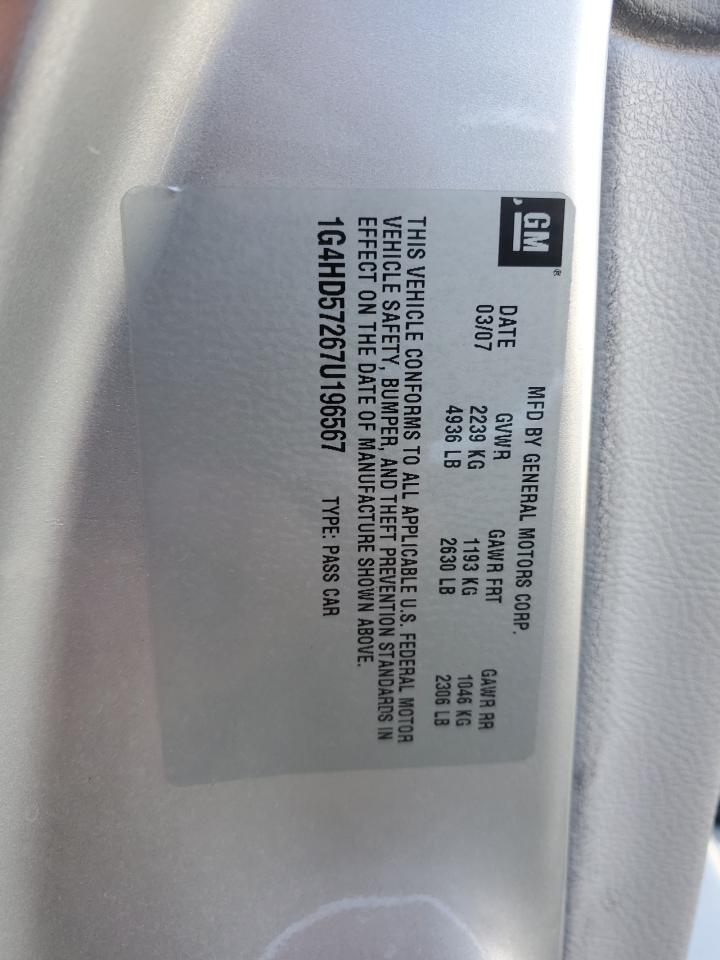 GM®
MFD BY GENERAL MOTORS CORP.
DATE GVWR GAWR FRT GAWR RR
03/07 2239 KG 1193 KG 1046 KG
4936 LB 2630 LB 2306 LB
THIS VEHICLE CONFORMS TO ALL APPLICABLE U.S. FEDERAL MOTOR
VEHICLE SAFETY, BUMPER, AND THEFT PREVENTION STANDARDS IN
EFFECT ON THE DATE OF MANUFACTURE SHOWN ABOVE.
1G4HD57267U196567 TYPE: PASS CAR